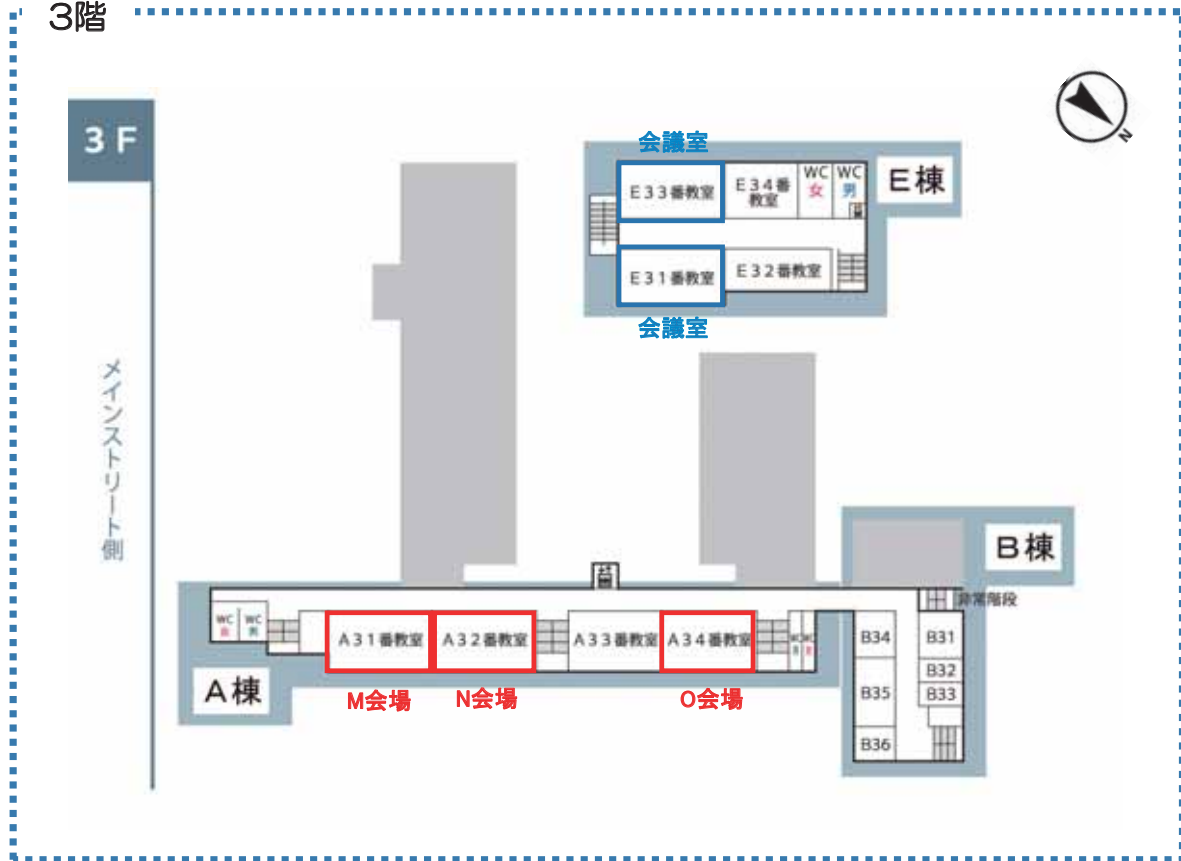 3階
3F
N
会議室
E33番教室
E34番
教室
WC
女
WC
男
E棟
E31番教室
E32番教室
会議室
メインストリート側
B棟
非常階段
WC
女
WC
男
A31番教室
A32番教室
A33番教室
A34番教室
B34
B31
B32
B33
B35
B36
A棟
M会場
N会場
O会場